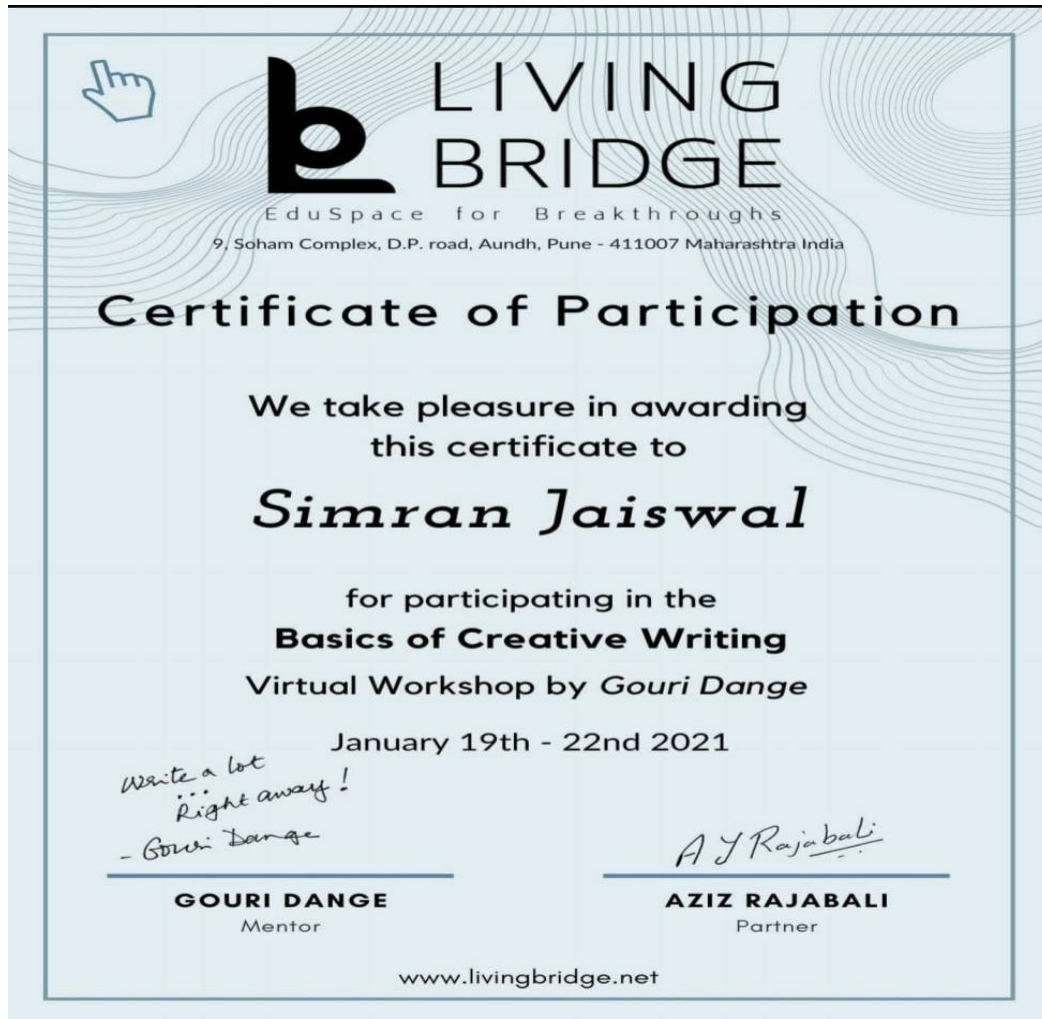 LIVING
BRIDGE
EduSpace for Breakthroughs
9, Soham Complex, D.P. road, Aundh, Pune - 411007 Maharashtra India
Certificate of Participation
We take pleasure in awarding
this certificate to
Simran Jaiswal
for participating in the
Basics of Creative Writing
Virtual Workshop by Gouri Dange
January 19th - 22nd 2021
Write a lot
...
Right away!
- Gouri Dange
A Y Rajabali
GOURI DANGE
Mentor
AZIZ RAJABALI
Partner
www.livingbridge.net